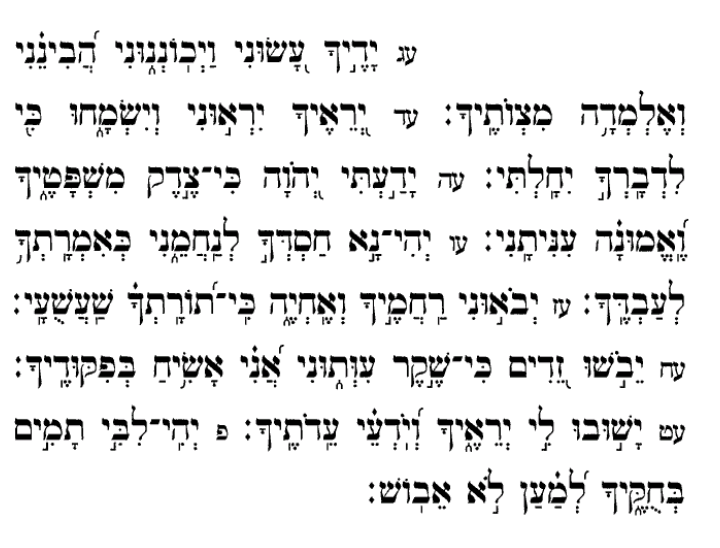 עג יָדֶ֣יךָ עָ֭שׂוּנִי וַֽיְכוֹנְנ֑וּנִי הֲ֝בִינֵ֗נִי
וְאֶלְמְדָ֥ה מִצְוֺתֶֽיךָ׃ עד יְ֭רֵאֶיךָ יִרְא֣וּנִי וְיִשְׂמָ֑חוּ כִּ֖י
לִדְבָרְךָ֣ יִחָֽלְתִּי׃ עה יָדַ֣עְתִּי יְ֭הֹוָה כִּי־צֶ֣דֶק מִשְׁפָּטֶ֑יךָ
וֶ֝אֱמוּנָ֗ה עִנִּיתָֽנִי׃ עו יְהִי־נָ֣א חַסְדְּךָ֣ לְנַחֲמֵ֑נִי כְּאִמְרָתְךָ֥
לְעַבְדֶּֽךָ׃ עז יְבֹא֣וּנִי רַחֲמֶ֣יךָ וְאֶֽחְיֶ֑ה כִּי־ת֝וֹרָתְךָ֗ שַֽׁעֲשֻׁעָֽי׃
עח יֵבֹ֣שׁוּ זֵ֭דִים כִּי־שֶׁ֣קֶר עִוְּת֑וּנִי אֲ֝נִ֗י אָשִׂ֥יחַ בְּפִקּוּדֶֽיךָ׃
עט יָשׁ֣וּבוּ לִ֣י יְרֵאֶ֑יךָ וְ֝יֹדְעֵ֗י עֵדֹתֶֽיךָ׃ פ יְהִֽי־לִבִּ֣י תָמִ֣ים
בְּחֻקֶּ֑יךָ לְ֝מַ֗עַן לֹ֣א אֵבֽוֹשׁ׃